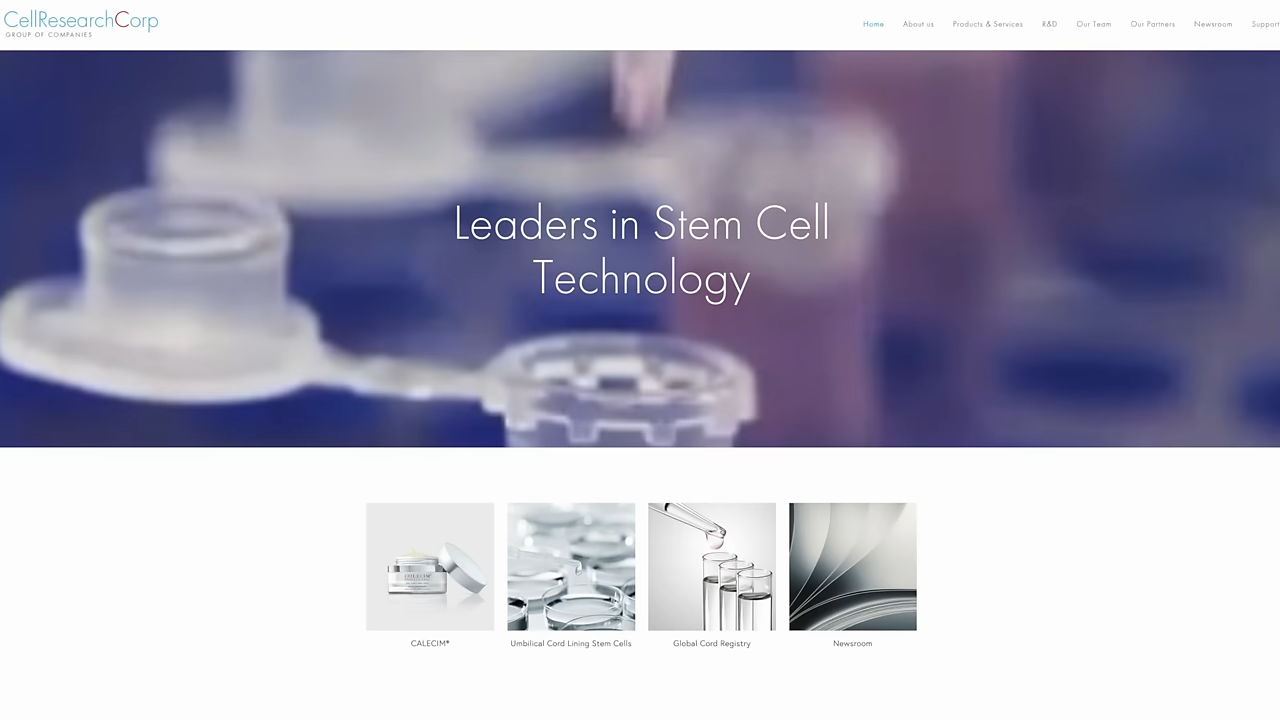 CellResearchCorp
GROUP OF COMPANIES
Home About us Products & Services R&D Our Team Our Partners Newsroom Support
Leaders in Stem Cell
Technology
CALECIM® Umbilical Cord Lining Stem Cells Global Cord Registry Newsroom